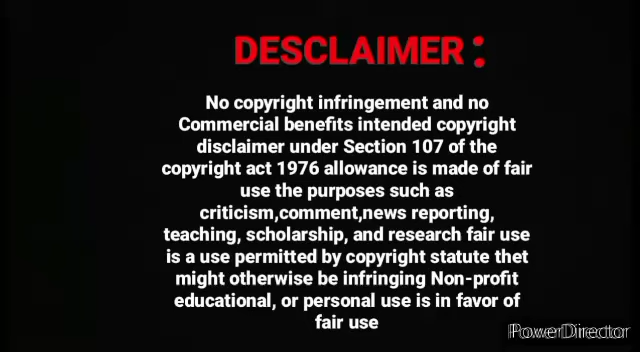 DESCLAIMER:
No copyright infringement and no
Commercial benefits intended copyright
disclaimer under Section 107 of the
copyright act 1976 allowance is made of fair
use the purposes such as
criticism,comment,news reporting,
teaching, scholarship, and research fair use
is a use permitted by copyright statute thet
might otherwise be infringing Non-profit
educational, or personal use is in favor of
fair use
PowerDirector